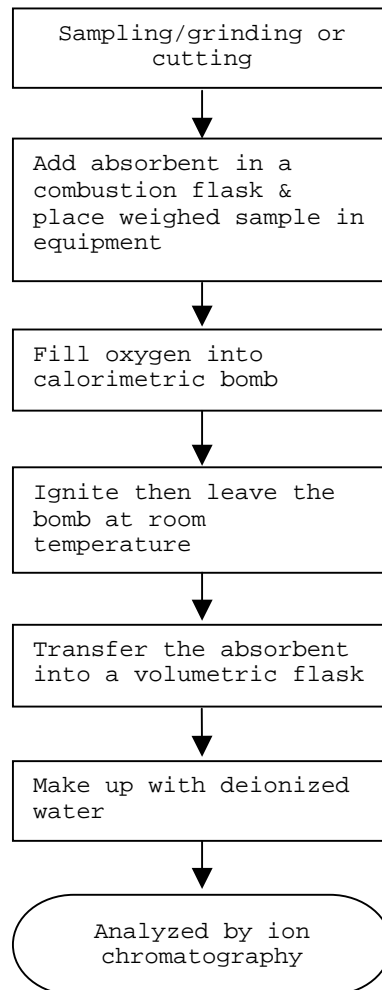 Sampling/grinding or
cutting
Add absorbent in a
combustion flask &
place weighed sample in
equipment
Fill oxygen into
calorimetric bomb
Ignite then leave the
bomb at room
temperature
Transfer the absorbent
into a volumetric flask
Make up with deionized
water
Analyzed by ion
chromatography